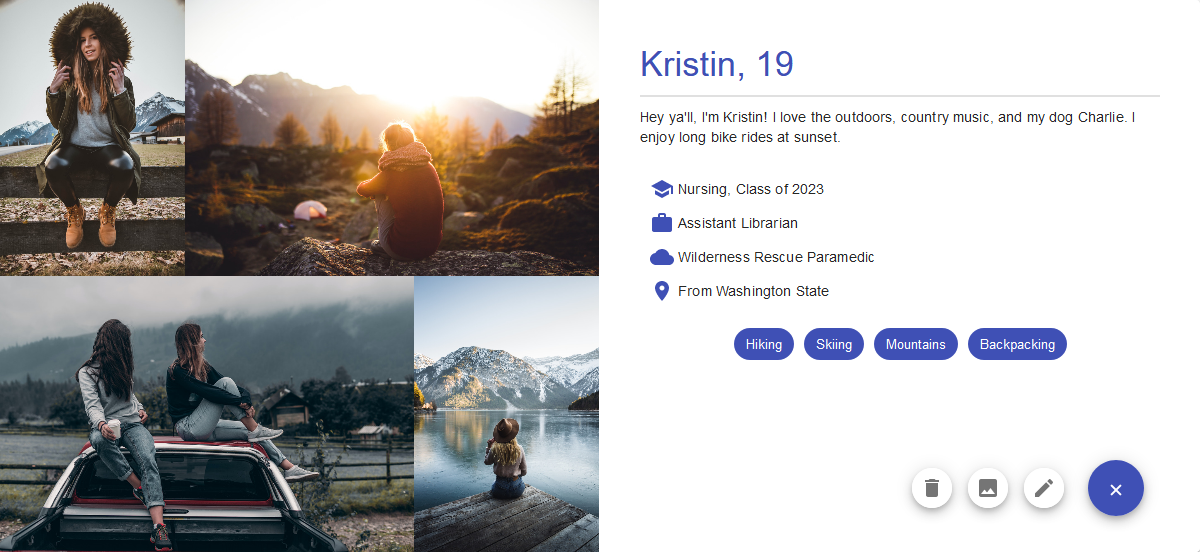 Kristin, 19
Hey ya'll, I'm Kristin! I love the outdoors, country music, and my dog Charlie. I
enjoy long bike rides at sunset.
Nursing, Class of 2023
Assistant Librarian
Wilderness Rescue Paramedic
From Washington State
Hiking
Skiing
Mountains
Backpacking